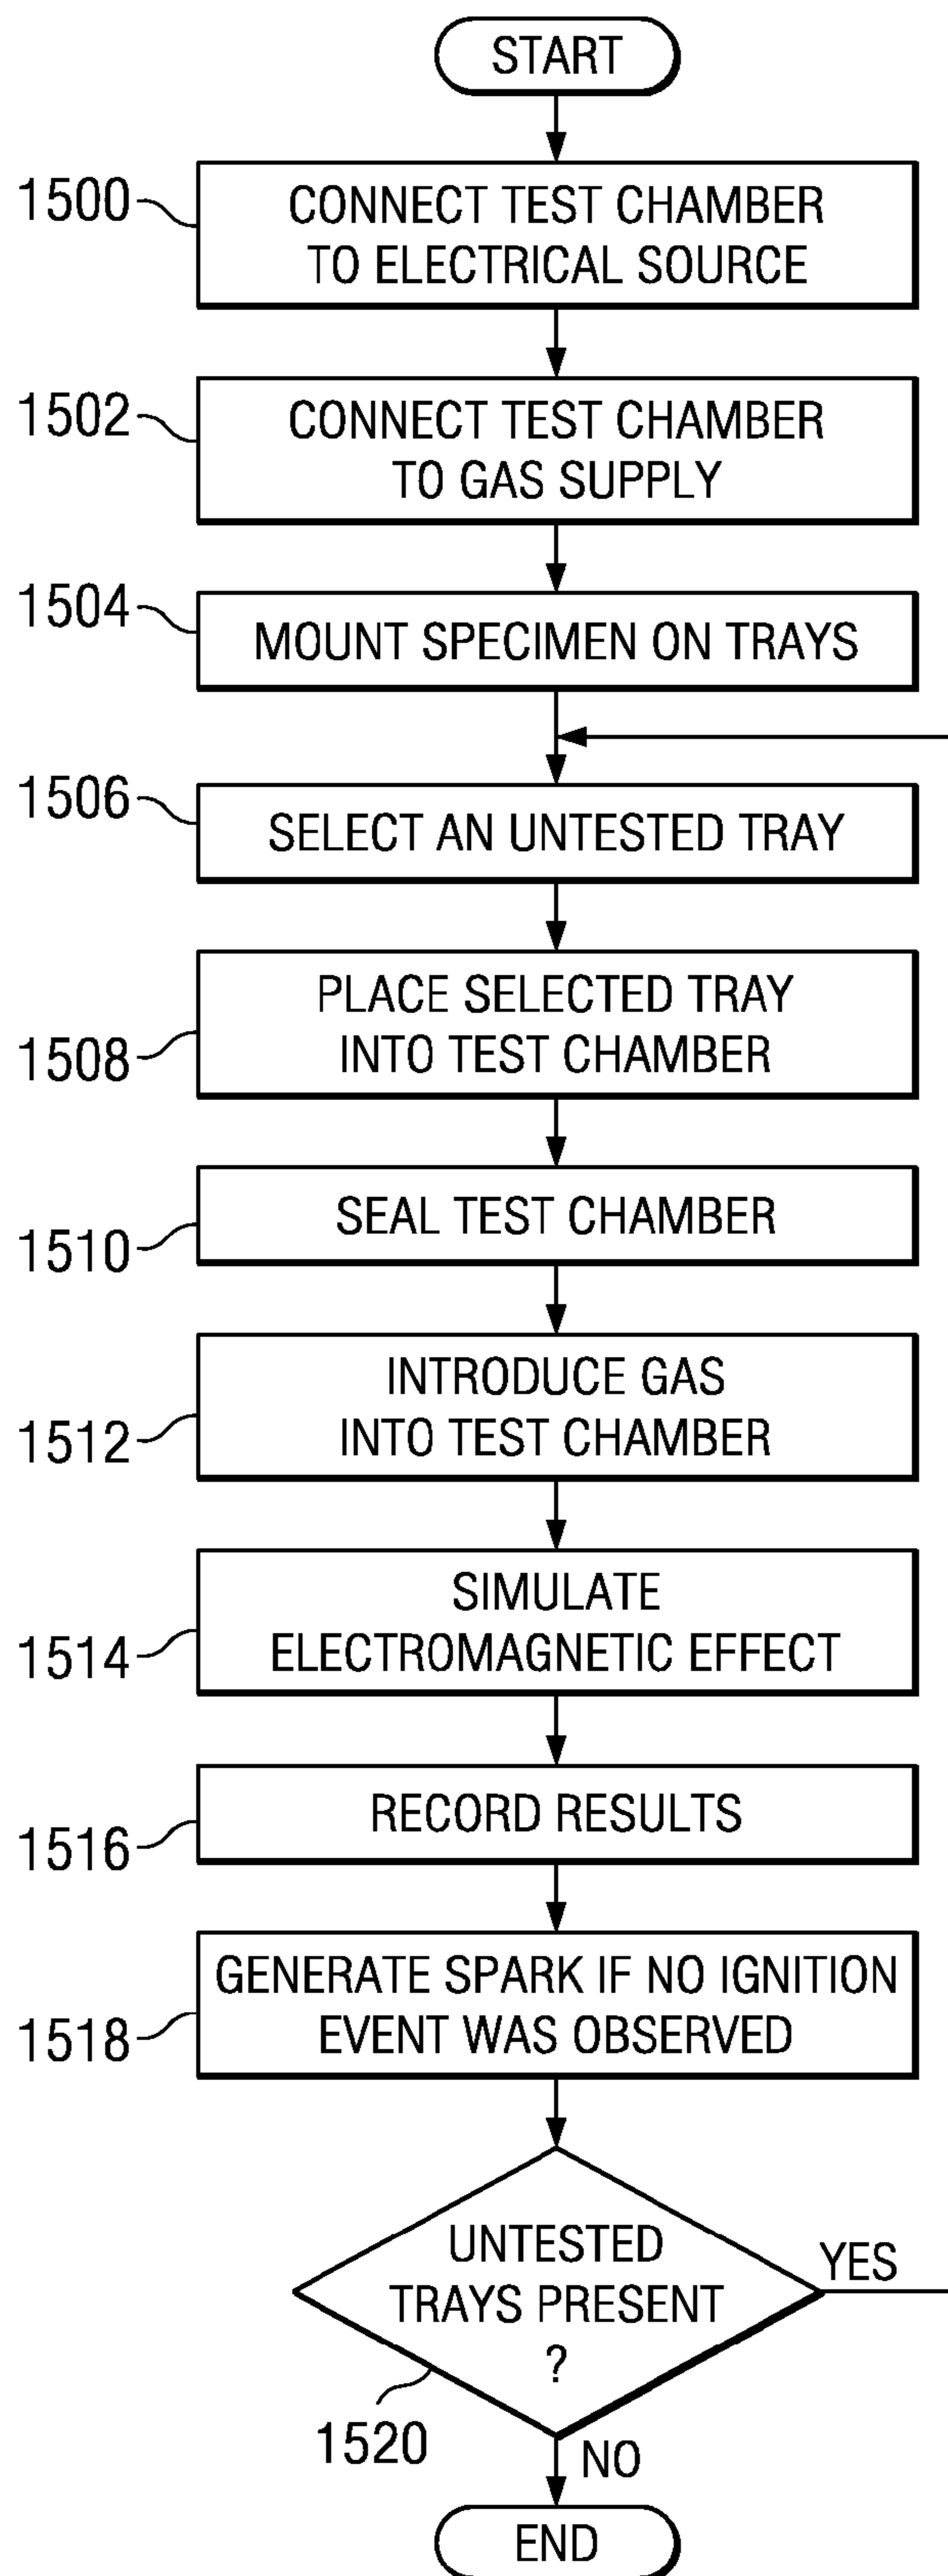 START
1500
CONNECT TEST CHAMBER
TO ELECTRICAL SOURCE
1502
CONNECT TEST CHAMBER
TO GAS SUPPLY
1504
MOUNT SPECIMEN ON TRAYS
1506
SELECT AN UNTESTED TRAY
1508
PLACE SELECTED TRAY
INTO TEST CHAMBER
1510
SEAL TEST CHAMBER
1512
INTRODUCE GAS
INTO TEST CHAMBER
1514
SIMULATE
ELECTROMAGNETIC EFFECT
1516
RECORD RESULTS
1518
GENERATE SPARK IF NO IGNITION
EVENT WAS OBSERVED
UNTESTED
TRAYS PRESENT
?
YES
1520
NO
END